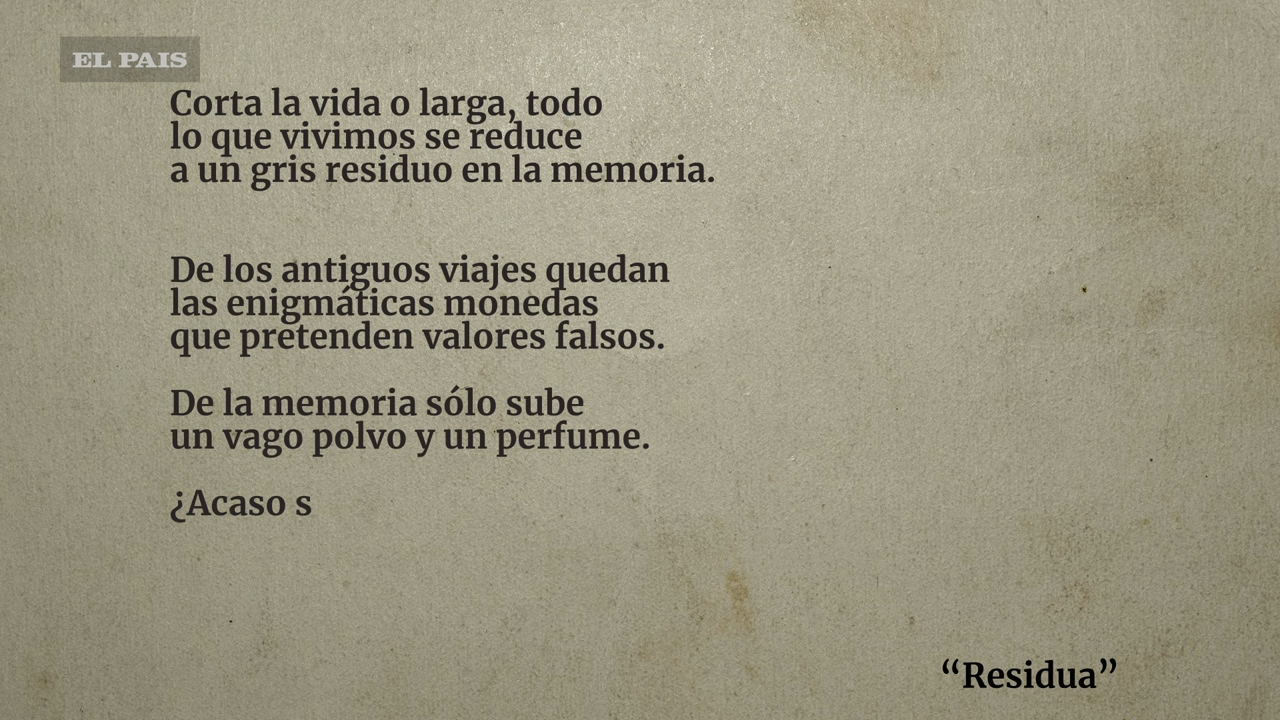 EL PAIS
Corta la vida o larga, todo
lo que vivimos se reduce
a un gris residuo en la memoria.
De los antiguos viajes quedan
las enigmáticas monedas
que pretenden valores falsos.
De la memoria sólo sube
un vago polvo y un perfume.
¿Acaso s
“Residua”